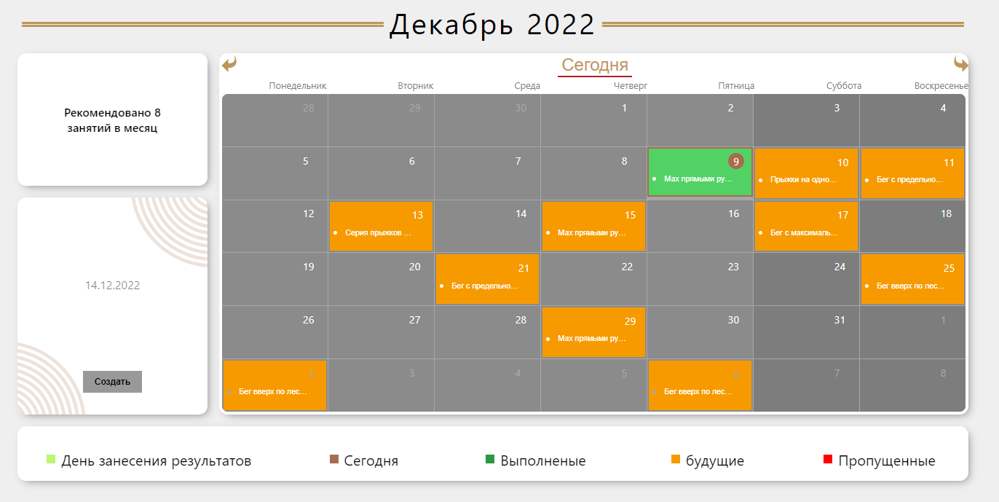 Декабрь 2022
Рекомендовано 8
занятий в месяц
14.12.2022
Создать
Сегодня
Понедельник Вторник Среда Четверг Пятница Суббота Воскресенье
28 29 30 1 2 3 4
5 6 7 8 9 10 11
Мах прямыми ру... Прыжки на одно... Бег с предельно...
12 13 14 15 16 17 18
Серия прыжков ... Мах прямыми ру... Бег с максималь...
19 20 21 22 23 24 25
Бег с предельно... Бег вверх по лес...
26 27 28 29 30 31 1
Мах прямыми ру...
2 3 4 5 6 7 8
Бег вверх по лес... Бег вверх по лес...
День занесения результатов Сегодня Выполненые будущие Пропущенные